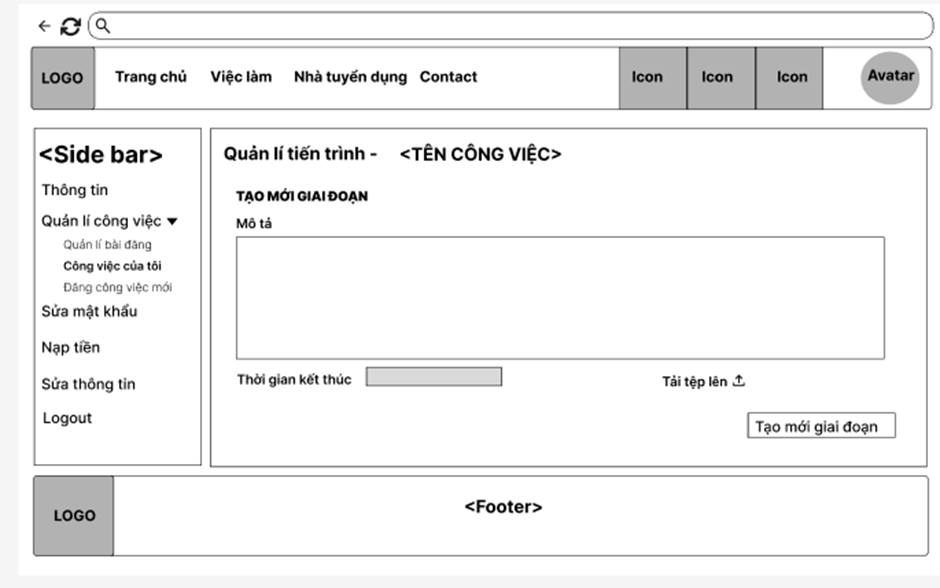 LOGO Trang chủ Việc làm Nhà tuyển dụng Contact Icon Icon Icon Avatar
<Side bar>
Thông tin
Quản lí công việc
Quản lí bài đăng
Công việc của tôi
Đăng công việc mới
Sửa mật khẩu
Nạp tiền
Sửa thông tin
Logout
Quản lí tiến trình - <TÊN CÔNG VIỆC>
TẠO MỚI GIAI ĐOẠN
Mô tả
Thời gian kết thúc
Tải tệp lên
Tạo mới giai đoạn
LOGO <Footer>